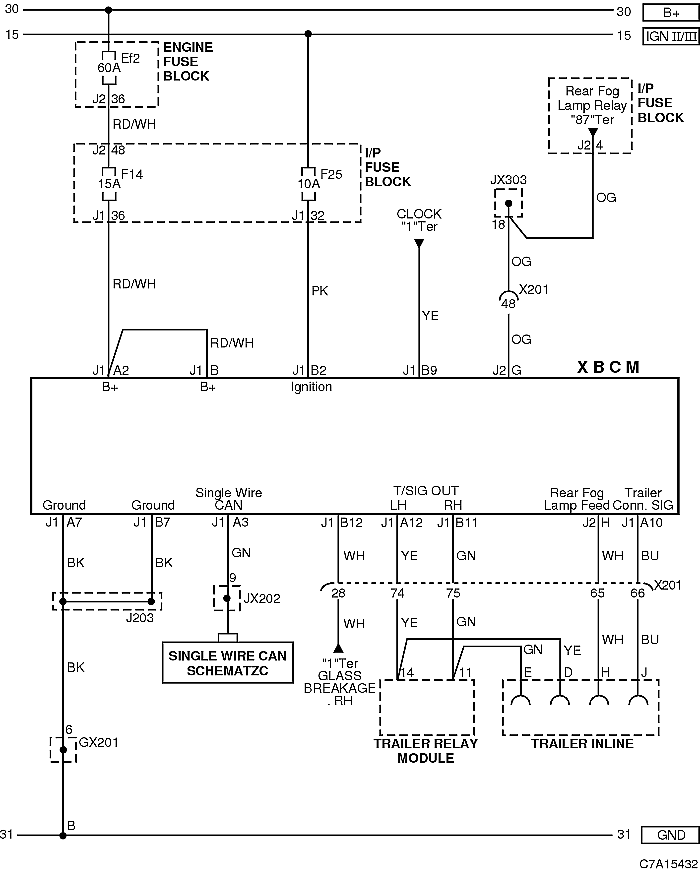 30
30
B+
15
15
IGN II/III
ENGINE
FUSE
BLOCK
Ef2
60A
J2 36
RD/WH
J2 48
F14
15A
J1 36
F25
10A
J1 32
I/P
FUSE
BLOCK
Rear Fog
Lamp Relay
"87"Ter
J2 4
I/P
FUSE
BLOCK
JX303
18
OG
CLOCK
"1"Ter
OG
X201
48
RD/WH
RD/WH
PK
YE
OG
J1 A2
J1 B
J1 B2
J1 B9
J2 G
XBCM
B+
B+
Ignition
Ground
Ground
Single Wire
CAN
T/SIG OUT
LH
RH
Rear Fog
Lamp Feed
Trailer
Conn. SIG
J1 A7
J1 B7
J1 A3
J1 B12
J1 A12
J1 B11
J2 H
J1 A10
BK
BK
GN
WH
YE
GN
WH
BU
9
JX202
J203
28
74
75
65
66
X201
WH
YE
GN
WH
BU
SINGLE WIRE CAN
SCHEMATZC
"1"Ter
GLASS
BREAKAGE
. RH
GN
YE
14
11
E
D
H
J
TRAILER RELAY
MODULE
TRAILER INLINE
BK
6
GX201
B
31
31
GND
C7A15432